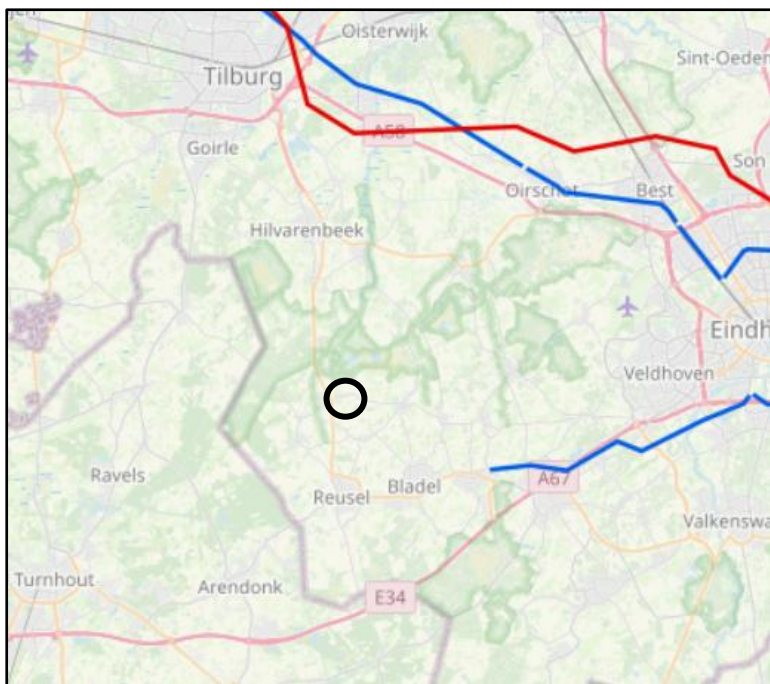 Oisterwijk
Sint-Oeden
Tilburg
A58
Goirle
Son
Oirschot
Best
Hilvarenbeek
Eindh
Veldhoven
Ravels
Bladel
A67
Reusel
Valkenswa
Turnhout
Arendonk
E34